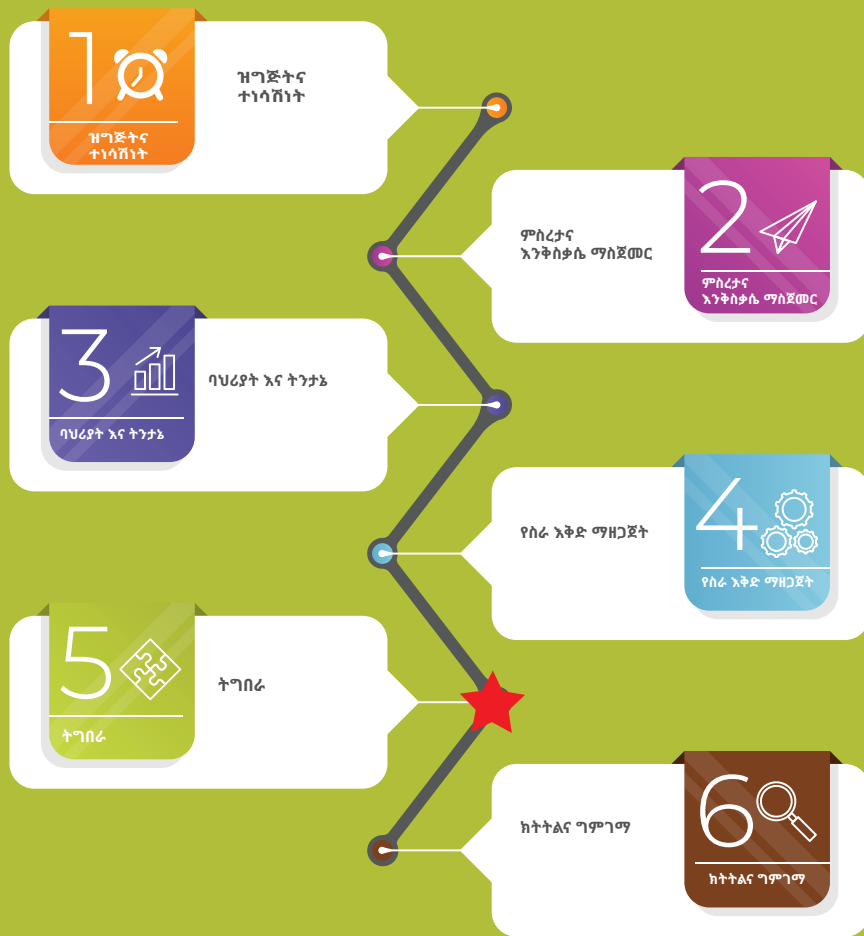 1
ዝግጅትና
ተነሳሽነት
ዝግጅትና
ተነሳሽነት
2
ምስረታና
እንቅስቃሴ ማስጀመር
ምስረታና
እንቅስቃሴ ማስጀመር
3
ባህሪያት እና ትንታኔ
ባህሪያት እና ትንታኔ
4
የስራ እቅድ ማዘጋጀት
የስራ እቅድ ማዘጋጀት
5
ትግበራ
ትግበራ
6
ክትትልና ግምገማ
ክትትልና ግምገማ